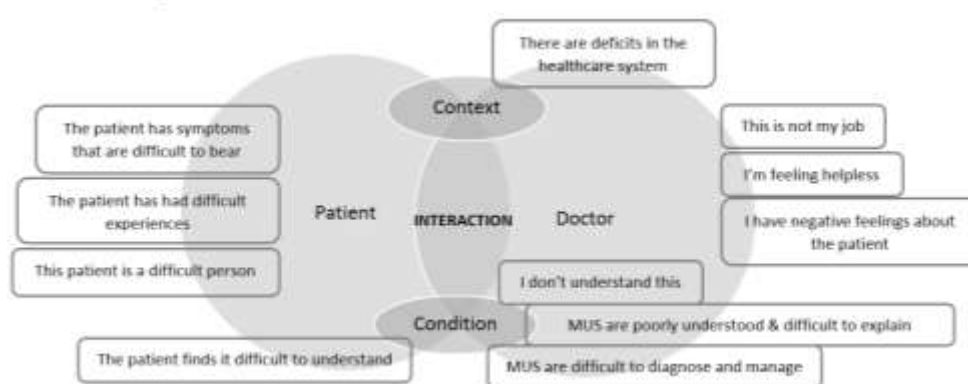 There are deficits in the
healthcare system
Context
The patient has symptoms
that are difficult to bear
This is not my job
I'm feeling helpless
The patient has had difficult
experiences
Patient
INTERACTION
Doctor
I have negative feelings about
the patient
This patient is a difficult person
I don't understand this
Condition
MUS are poorly understood & difficult to explain
The patient finds it difficult to understand
MUS are difficult to diagnose and manage